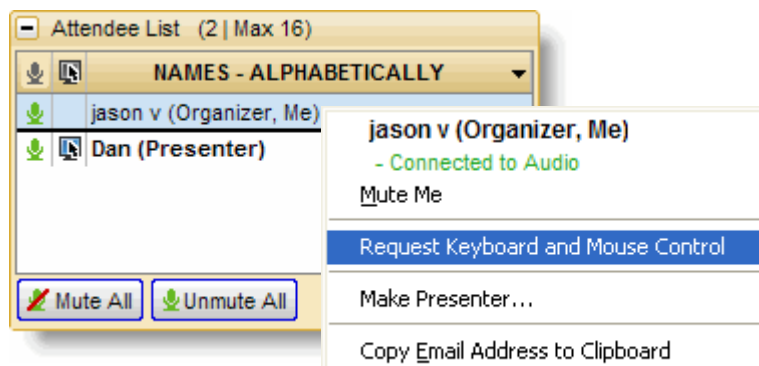 Attendee List (2 | Max 16)
NAMES - ALPHABETICALLY
jason v (Organizer, Me)
Dan (Presenter)
Mute All Unmute All
jason v (Organizer, Me)
- Connected to Audio
Mute Me
Request Keyboard and Mouse Control
Make Presenter...
Copy Email Address to Clipboard